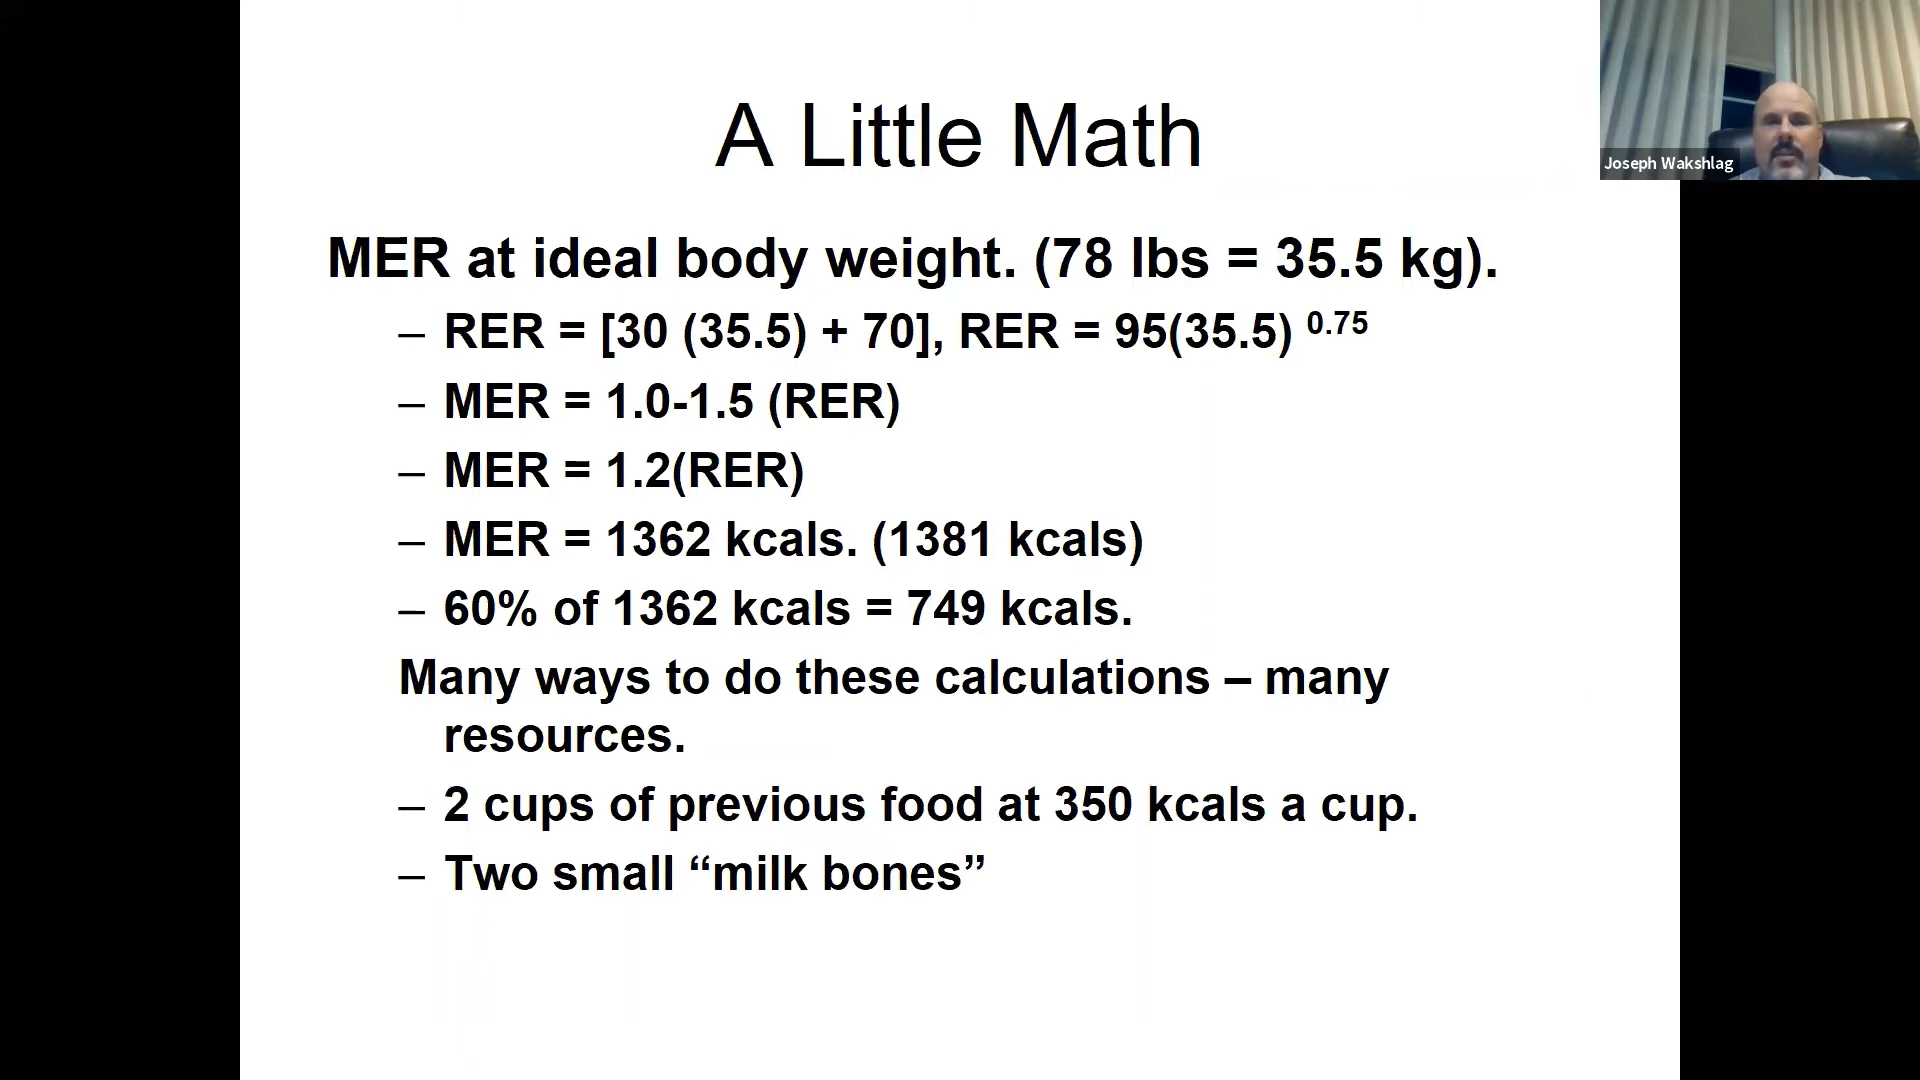 A Little Math
Joseph Wakshlag
MER at ideal body weight. (78 lbs = 35.5 kg).
– RER = [30 (35.5) + 70], RER = 95(35.5) 0.75
– MER = 1.0-1.5 (RER)
– MER = 1.2(RER)
– MER = 1362 kcals. (1381 kcals)
– 60% of 1362 kcals = 749 kcals.
Many ways to do these calculations – many
resources.
– 2 cups of previous food at 350 kcals a cup.
– Two small “milk bones”